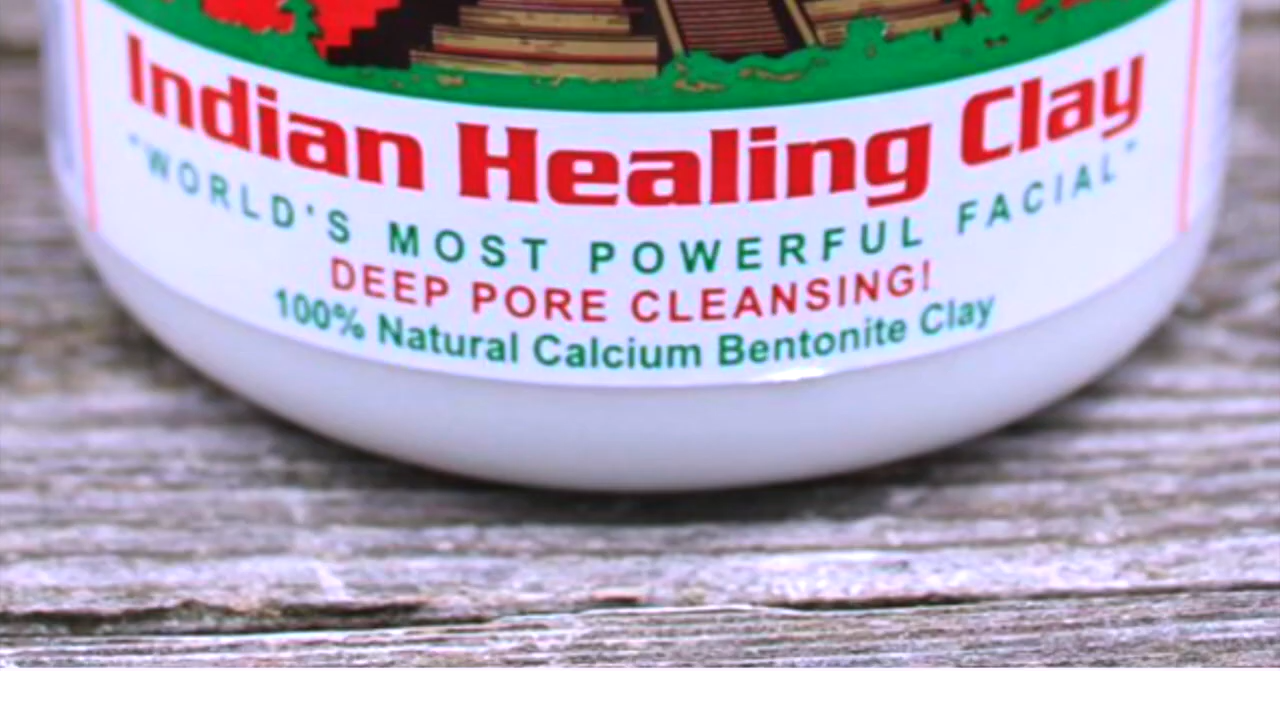 Indian Healing Clay
"WORLD'S MOST POWERFUL FACIAL"
DEEP PORE CLEANSING!
100% Natural Calcium Bentonite Clay